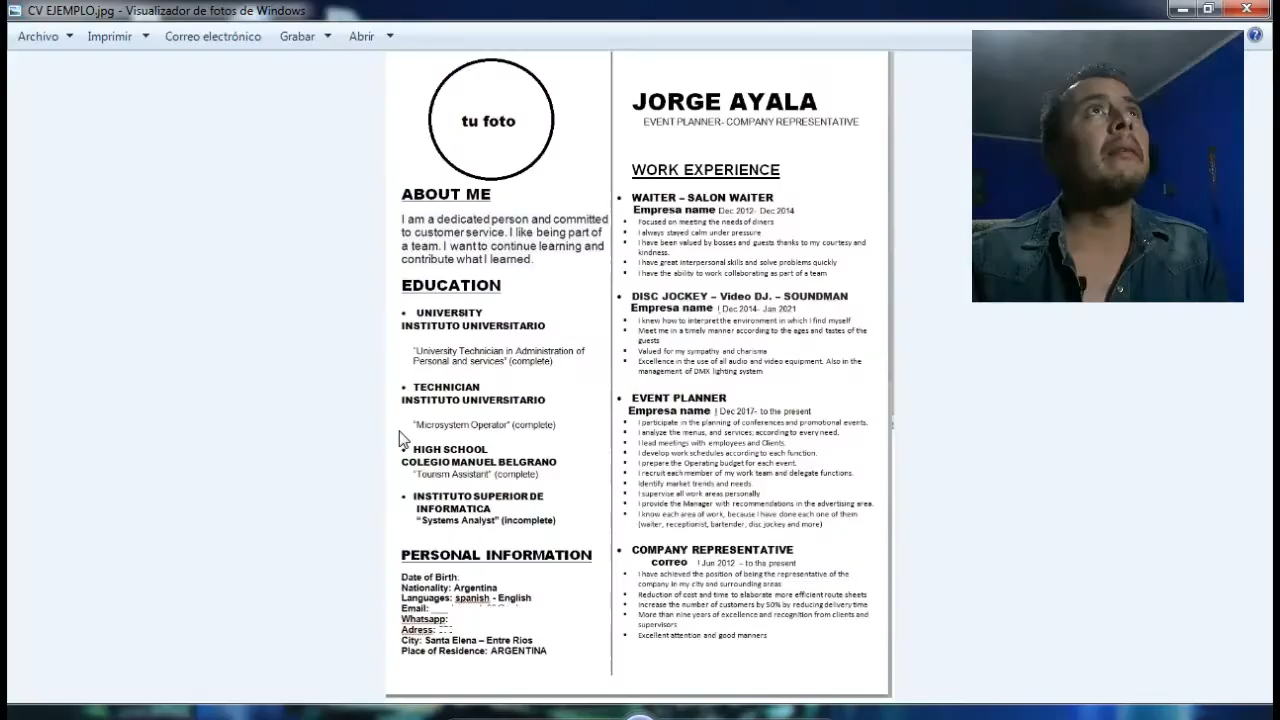 CV EJEMPLO.jpg - Visualizador de fotos de Windows
Archivo Imprimir Correo electrónico Grabar Abrir
tu foto
ABOUT ME
I am a dedicated person and committed
to customer service. I like being part of
a team. I want to continue learning and
contribute what I learned.
EDUCATION
• UNIVERSITY
INSTITUTO UNIVERSITARIO
"University Technician in Administration of
Personal and services" (complete)
• TECHNICIAN
INSTITUTO UNIVERSITARIO
"Microsystem Operator" (complete)
• HIGH SCHOOL
COLEGIO MANUEL BELGRANO
"Tourism Assistant" (complete)
• INSTITUTO SUPERIOR DE
INFORMATICA
"Systems Analyst" (incomplete)
PERSONAL INFORMATION
Date of Birth:
Nationality: Argentina
Languages: spanish - English
Email:
Whatsapp:
Adress:
City: Santa Elena – Entre Rios
Place of Residence: ARGENTINA
JORGE AYALA
EVENT PLANNER- COMPANY REPRESENTATIVE
WORK EXPERIENCE
• WAITER – SALON WAITER
Empresa name Dec 2012- Dec 2014
▪ Focused on meeting the needs of diners
▪ I always stayed calm under pressure
▪ I have been valued by bosses and guests thanks to my courtesy and
kindness.
▪ I have great interpersonal skills and solve problems quickly
▪ I have the ability to work collaborating as part of a team
• DISC JOCKEY – Video DJ. – SOUNDMAN
Empresa name | Dec 2014- Jan 2021
▪ I knew how to interpret the environment in which I find myself
▪ Meet me in a timely manner according to the ages and tastes of the
guests
▪ Valued for my sympathy and charisma
▪ Excellence in the use of all audio and video equipment. Also in the
management of DMX lighting system
• EVENT PLANNER
Empresa name | Dec 2017- to the present
▪ I participate in the planning of conferences and promotional events.
▪ I analyze the menus, and services; according to every need.
▪ I lead meetings with employees and Clients.
▪ I develop work schedules according to each function.
▪ I prepare the Operating budget for each event.
▪ I recruit each member of my work team and delegate functions.
▪ Identify market trends and needs
▪ I supervise all work areas personally
▪ I provide the Manager with recommendations in the advertising area.
▪ I know each area of work, because I have done each one of them
(waiter, receptionist, bartender, disc jockey and more)
• COMPANY REPRESENTATIVE
correo | Jun 2012 – to the present
▪ I have achieved the position of being the representative of the
company in my city and surrounding areas
▪ Reduction of cost and time to elaborate more efficient route sheets
▪ Increase the number of customers by 50% by reducing delivery time
▪ More than nine years of excellence and recognition from clients and
supervisors
▪ Excellent attention and good manners